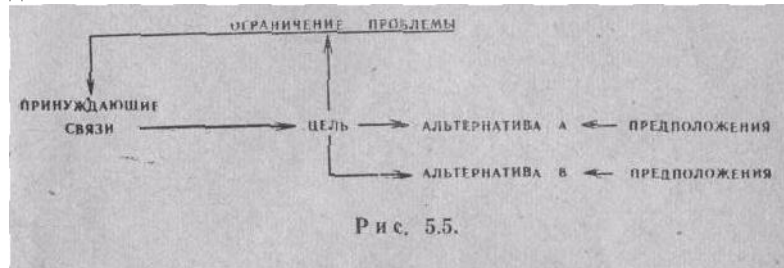 ОГРАНИЧЕНИЕ ПРОБЛЕМЫ
ПРИНУЖДАЮЩИЕ
СВЯЗИ
ЦЕЛЬ
АЛЬТЕРНАТИВА А
ПРЕДПОЛОЖЕНИЯ
АЛЬТЕРНАТИВА В
ПРЕДПОЛОЖЕНИЯ
Рис. 5.5.